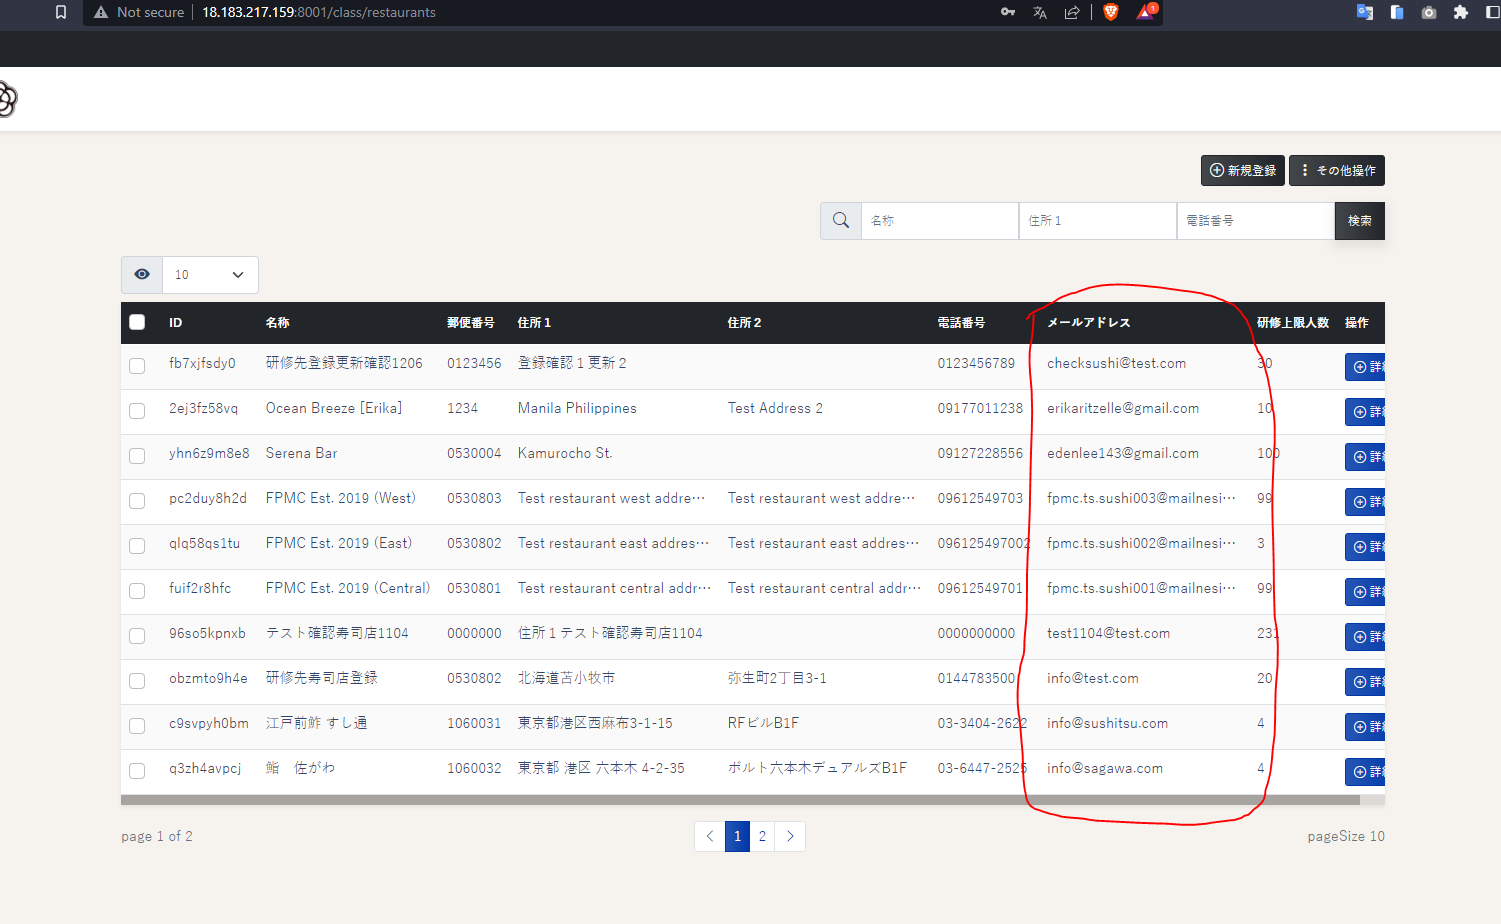 Not secure 18.183.217.159:8001/class/restaurants 1
新規登録 その他操作
名称 住所１ 電話番号 検索
10
ID 名称 郵便番号 住所１ 住所２ 電話番号 メールアドレス 研修上限人数 操作
fb7xjfsdy0 研修先登録更新確認1206 0123456 登録確認１更新２ 0123456789 checksushi@test.com 30 詳細
2ej3fz58vq Ocean Breeze [Erika] 1234 Manila Philippines Test Address 2 09177011238 erikaritzelle@gmail.com 10 詳細
yhn6z9m8e8 Serena Bar 0530004 Kamurocho St. 09127228556 edenlee143@gmail.com 100 詳細
pc2duy8h2d FPMC Est. 2019 (West) 0530803 Test restaurant west addre… Test restaurant west addre… 09612549703 fpmc.ts.sushi003@mailnesi… 99 詳細
qlq58qs1tu FPMC Est. 2019 (East) 0530802 Test restaurant east addres… Test restaurant east addres… 096125497002 fpmc.ts.sushi002@mailnesi… 3 詳細
fuif2r8hfc FPMC Est. 2019 (Central) 0530801 Test restaurant central addr… Test restaurant central addr… 09612549701 fpmc.ts.sushi001@mailnesi… 99 詳細
96so5kpnxb テスト確認寿司店1104 0000000 住所１テスト確認寿司店1104 0000000000 test1104@test.com 231 詳細
obzmto9h4e 研修先寿司店登録 0530802 北海道苫小牧市 弥生町2丁目3-1 0144783500 info@test.com 20 詳細
c9svpyh0bm 江戸前鮓 すし通 1060031 東京都港区西麻布3-1-15 RFビルB1F 03-3404-2622 info@sushitsu.com 4 詳細
q3zh4avpcj 鮨　佐がわ 1060032 東京都 港区 六本木 4-2-35 ボルト六本木デュアルズB1F 03-6447-2525 info@sagawa.com 4 詳細
page 1 of 2 1 2 pageSize 10